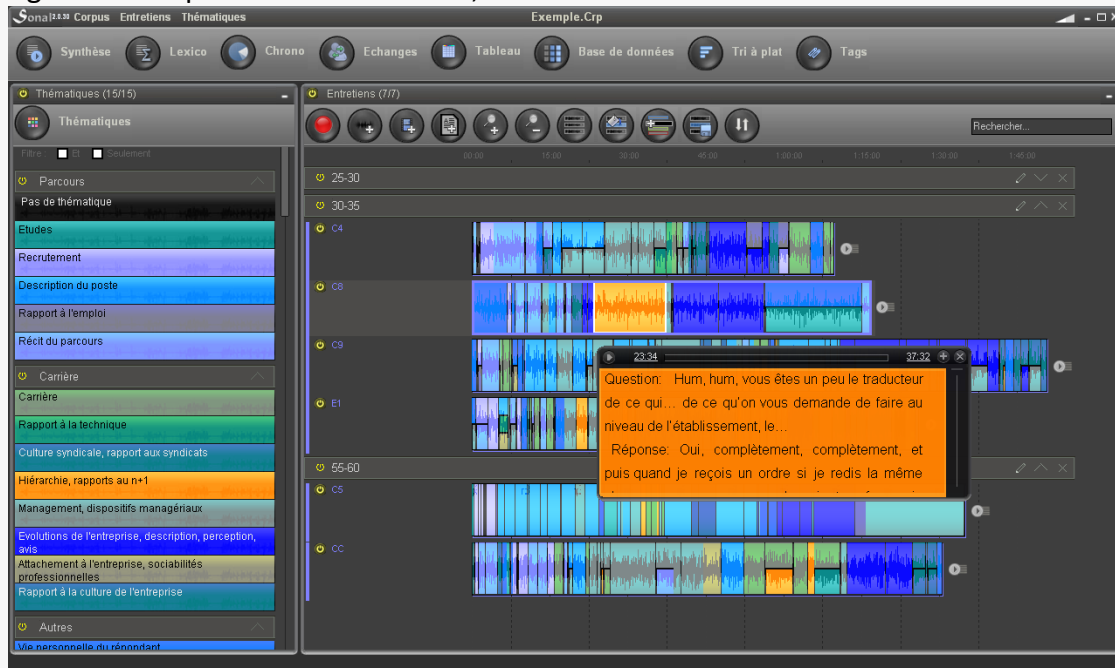 Sonal 2.0.30 Corpus Entretiens Thématiques Exemple.Crp
Synthèse Lexico Chrono Echanges Tableau Base de données Tri à plat Tags
Thématiques (15/15)
Thématiques
Filtre : Et Seulement
Parcours
Pas de thématique
Etudes
Recrutement
Description du poste
Rapport à l'emploi
Récit du parcours
Carrière
Carrière
Rapport à la technique
Culture syndicale, rapport aux syndicats
Hiérarchie, rapports au n+1
Management, dispositifs managériaux
Evolutions de l'entreprise, description, perception,
avis
Attachement à l'entreprise, sociabilités
professionnelles
Rapport à la culture de l'entreprise
Autres
Vie personnelle du répondant
Entretiens (7/7)
Rechercher...
00:00 15:00 30:00 45:00 1:00:00 1:15:00 1:30:00 1:45:00
25-30
30-35
C4
C8
C9
E1
23:34 37:32
Question: Hum, hum, vous êtes un peu le traducteur
de ce qui... de ce qu'on vous demande de faire au
niveau de l'établissement, le...
Réponse: Oui, complètement, complètement, et
puis quand je reçois un ordre si je redis la même
55-60
C5
CC